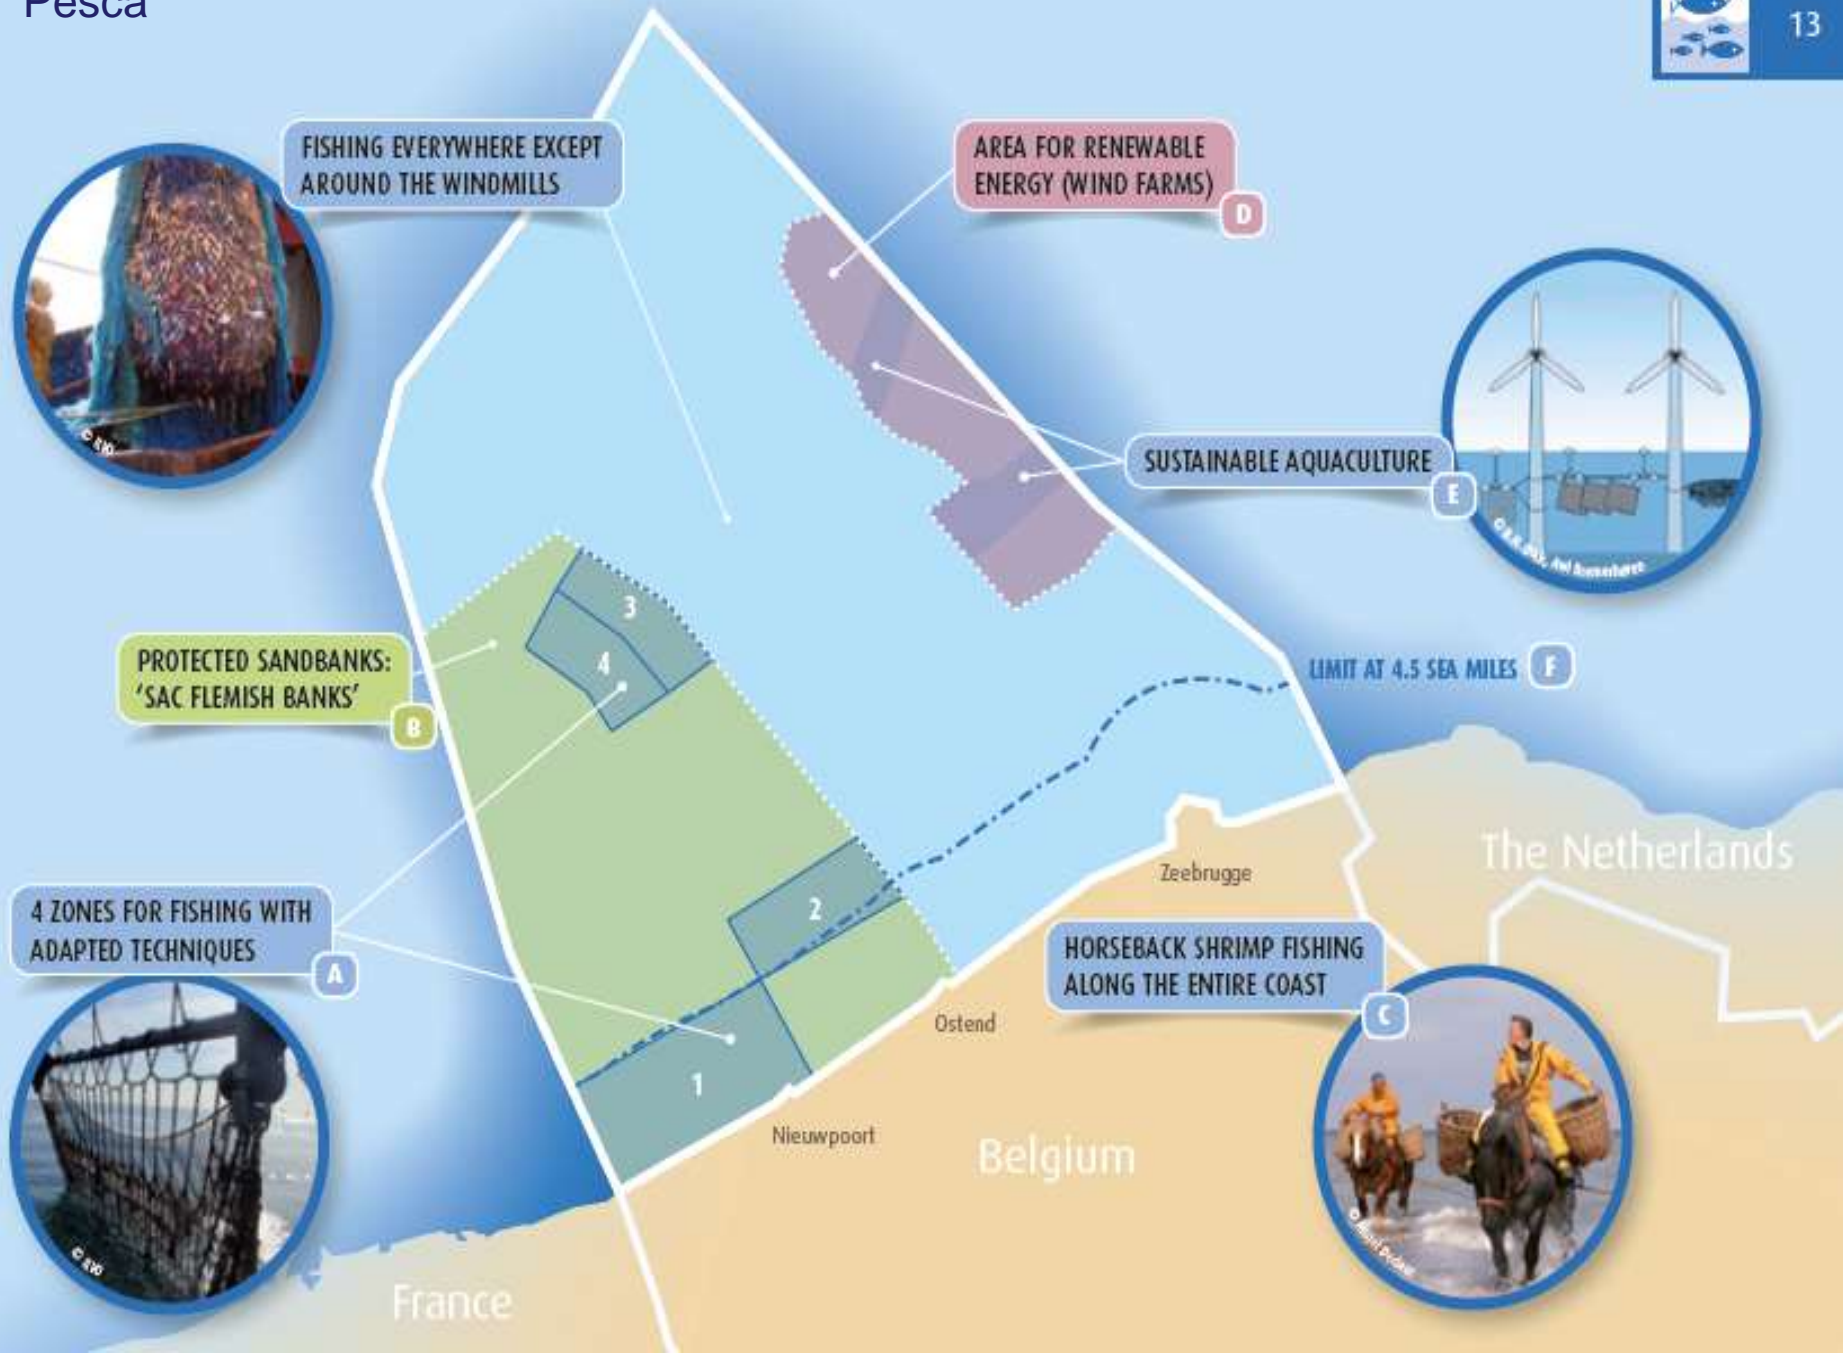 Pesca
13
FISHING EVERYWHERE EXCEPT
AROUND THE WINDMILLS
AREA FOR RENEWABLE
ENERGY (WIND FARMS)
D
SUSTAINABLE AQUACULTURE
E
© ILVO
3
4
PROTECTED SANDBANKS:
‘SAC FLEMISH BANKS’
B
LIMIT AT 4.5 SEA MILES F
The Netherlands
Zeebrugge
4 ZONES FOR FISHING WITH
ADAPTED TECHNIQUES
A
2
HORSEBACK SHRIMP FISHING
ALONG THE ENTIRE COAST
C
Ostend
1
Nieuwpoort
Belgium
© ILVO
France